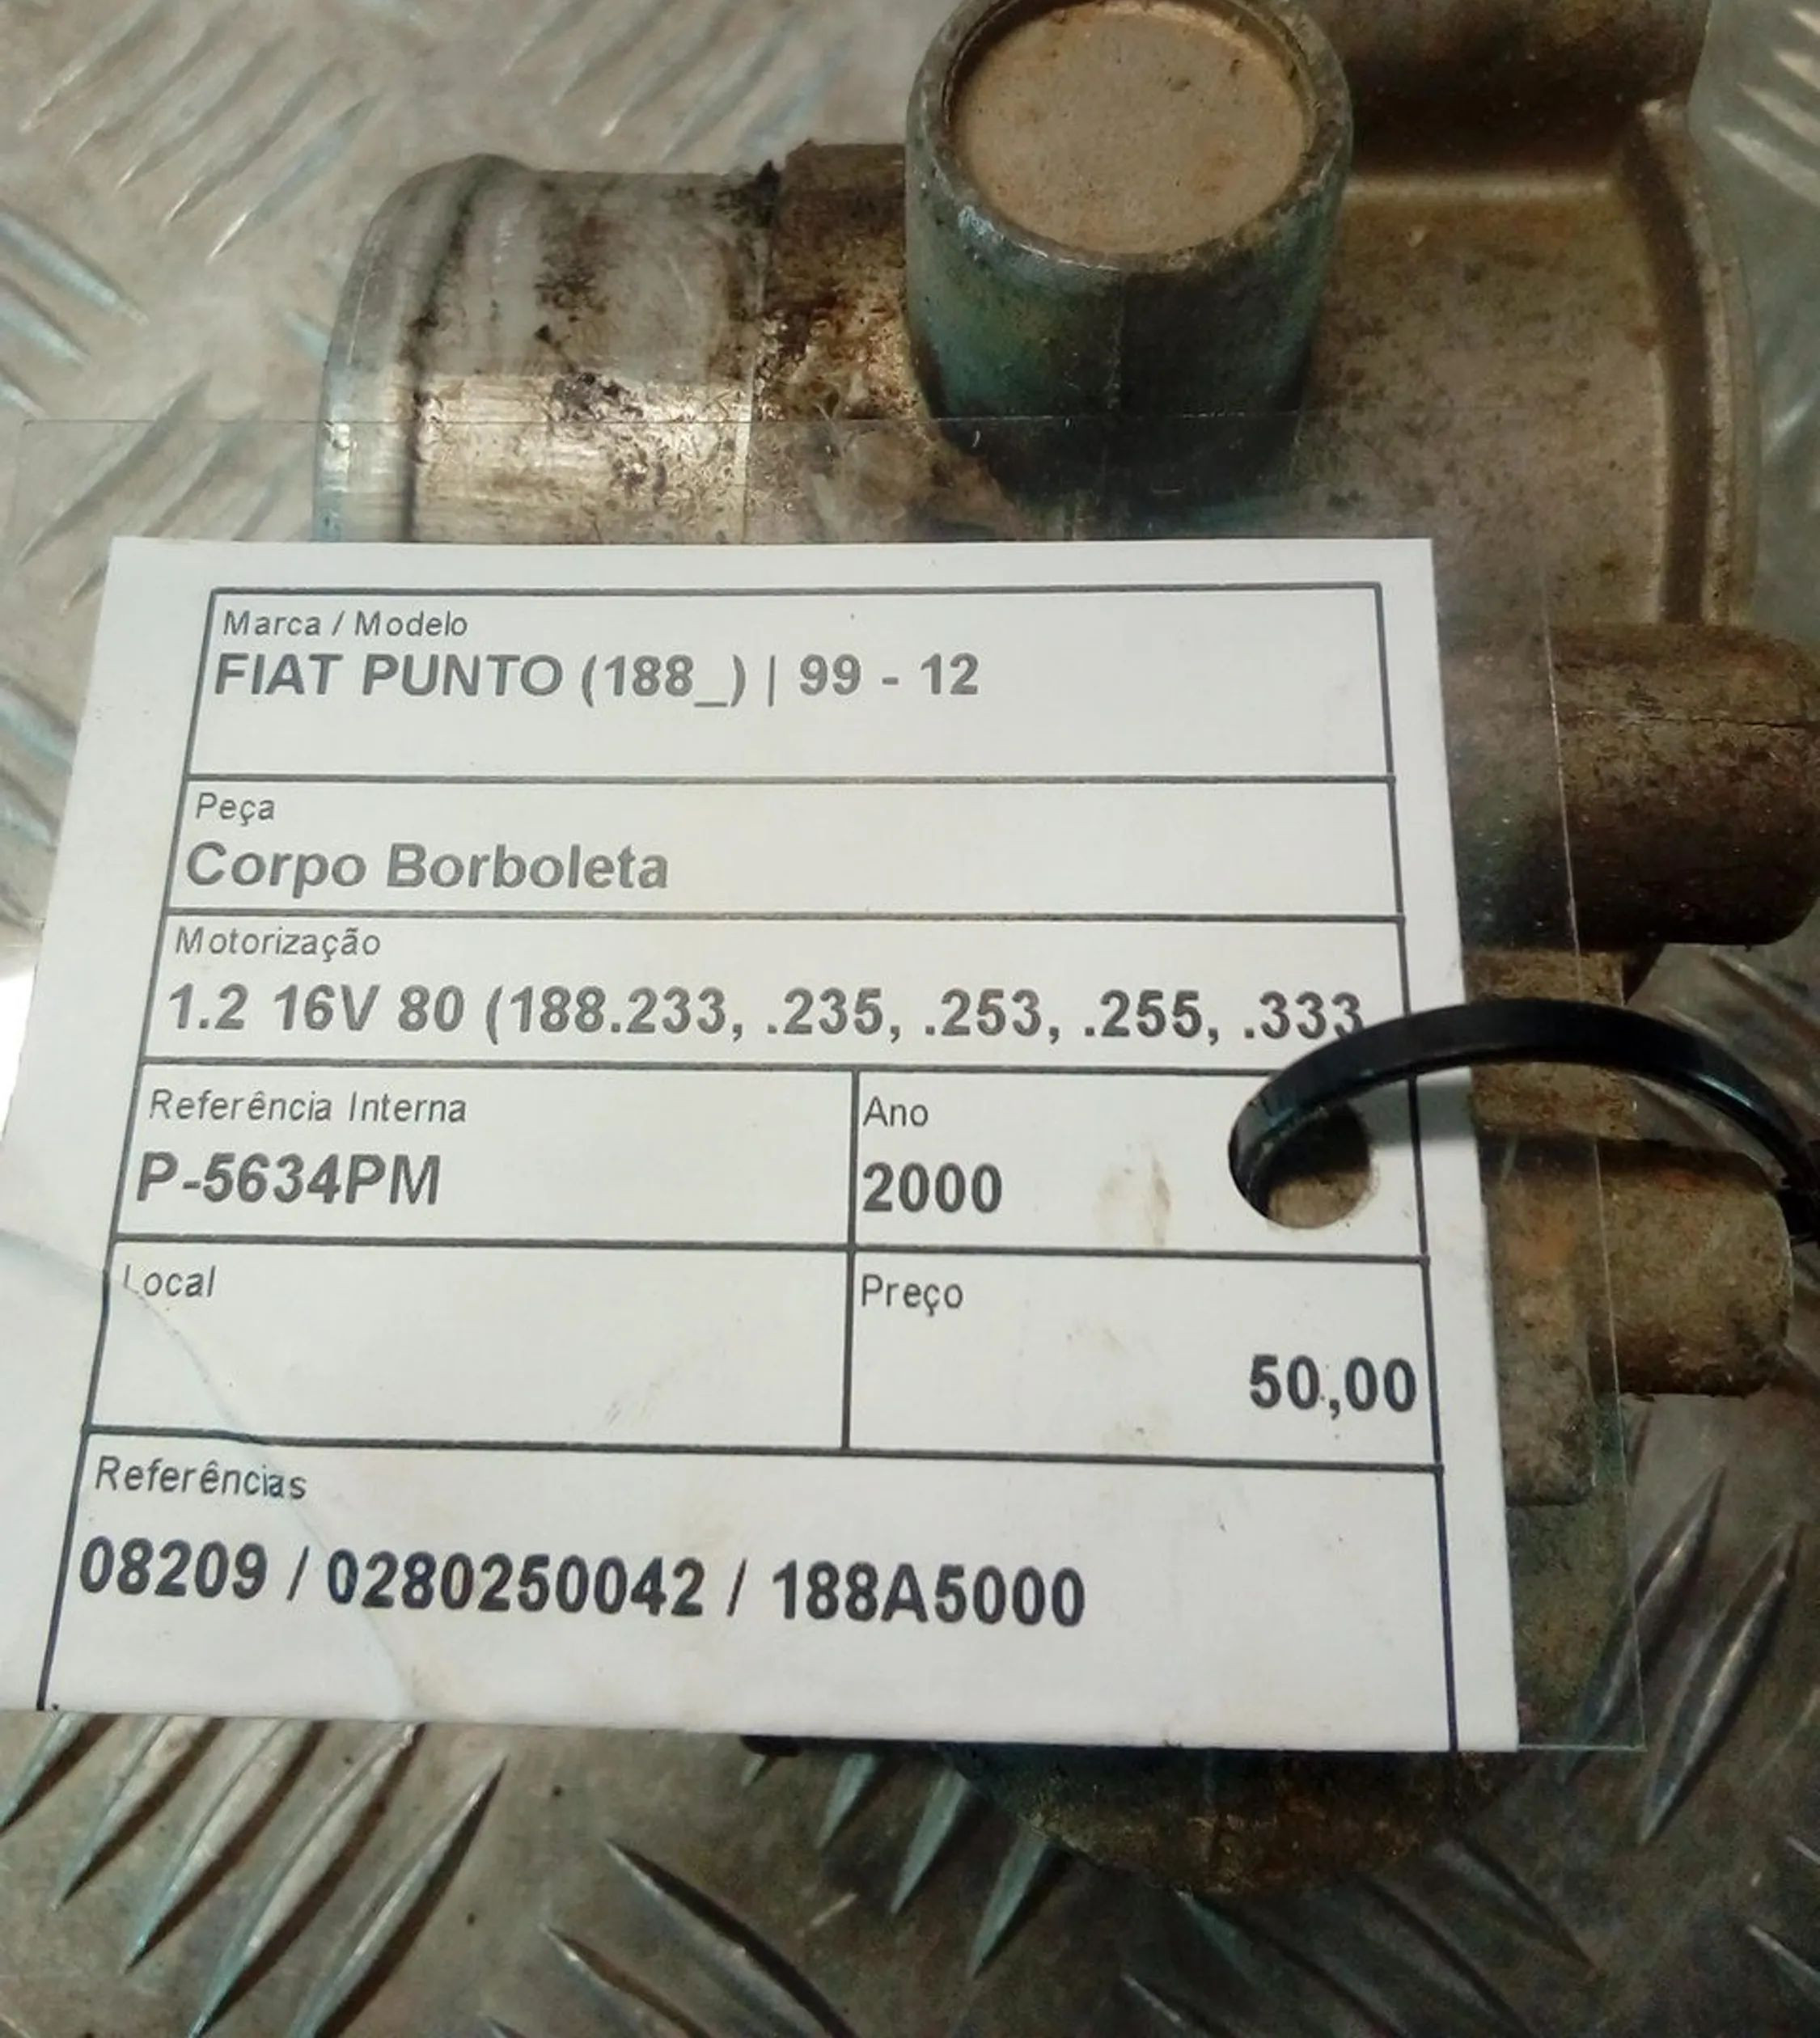 Marca / Modelo
FIAT PUNTO (188_) | 99 - 12
Peça
Corpo Borboleta
Motorização
1.2 16V 80 (188.233, .235, .253, .255, .333
Referência Interna
P-5634PM
Ano
2000
Local
Preço
50,00
Referências
08209 / 0280250042 / 188A5000